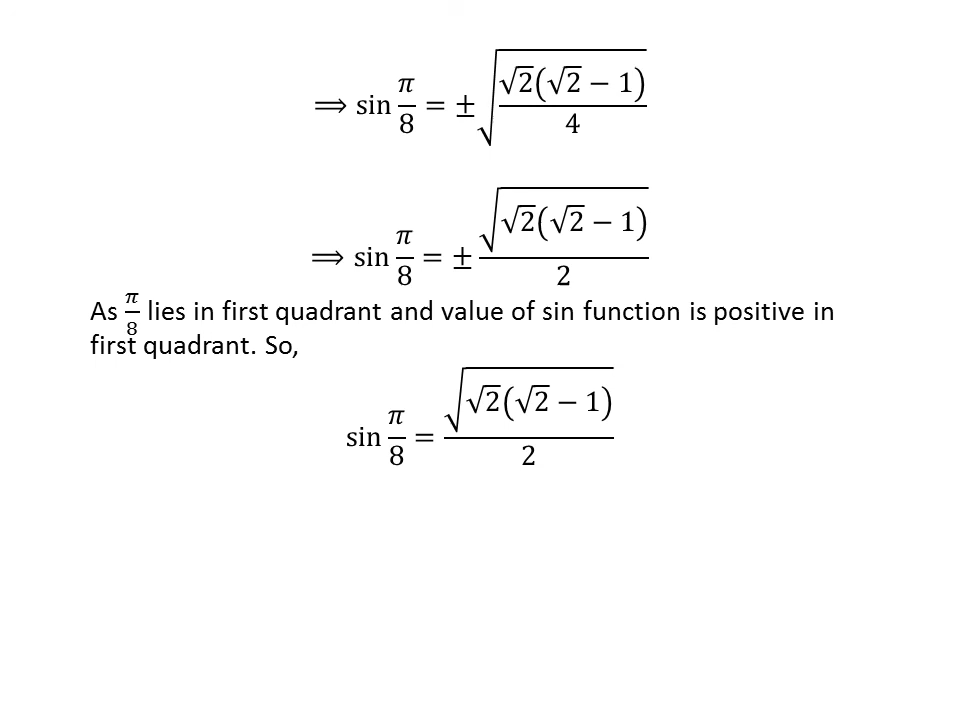 ⟹ sin π/8 = ±√(√2(√2 − 1)/4)
⟹ sin π/8 = ± √(√2(√2 − 1))/2
As π/8 lies in first quadrant and value of sin function is positive in
first quadrant. So,
sin π/8 = √(√2(√2 − 1))/2